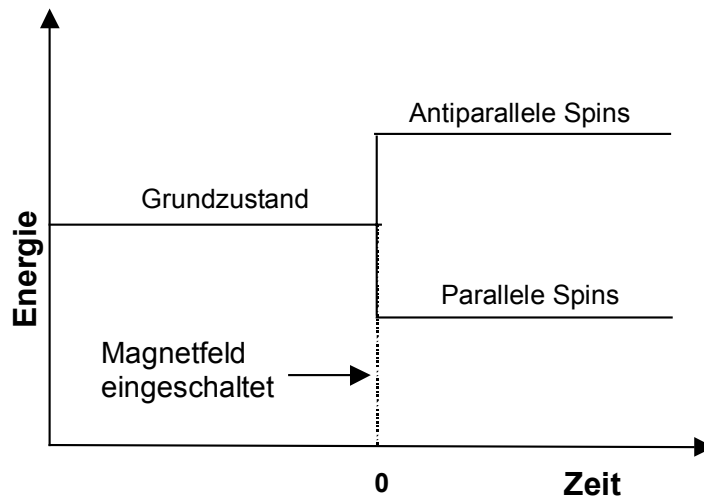 Antiparallele Spins
Grundzustand
Energie
Parallele Spins
Magnetfeld
eingeschaltet
0
Zeit